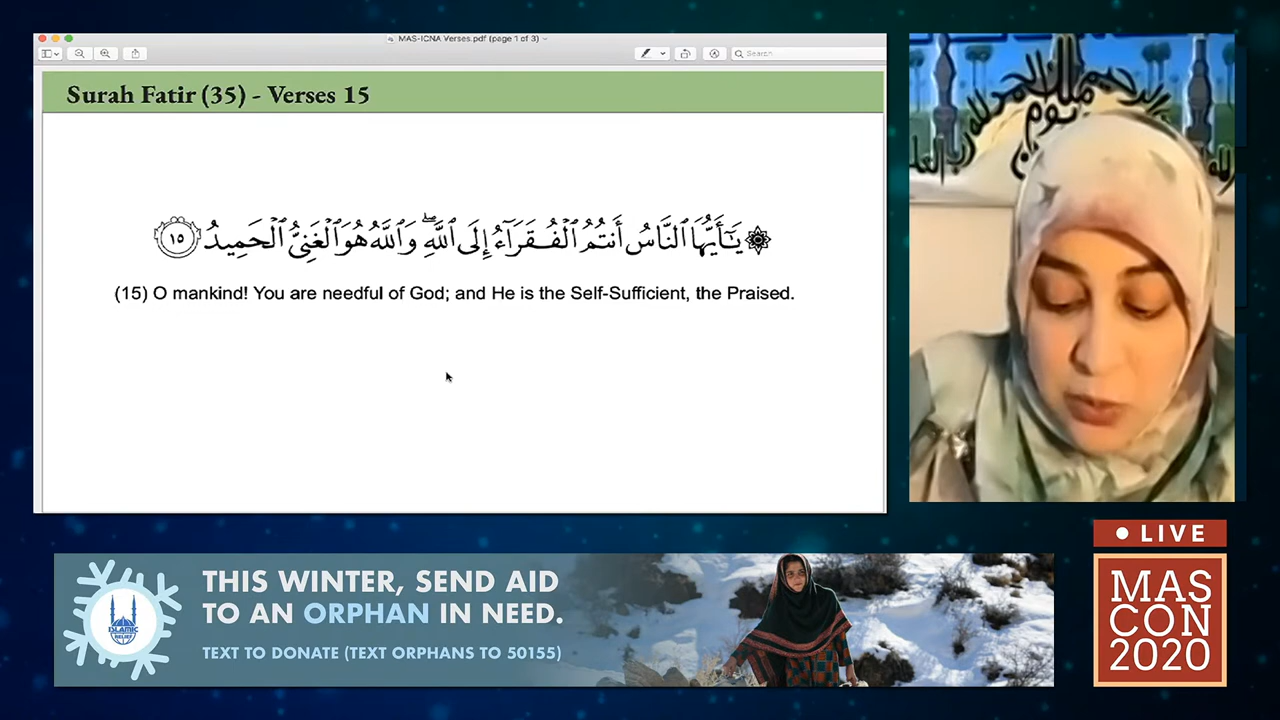 MAS-ICNA Verses.pdf (page 1 of 3)
Search
Surah Fatir (35) - Verses 15
۞ يَـٰٓأَيُّهَا ٱلنَّاسُ أَنتُمُ ٱلْفُقَرَآءُ إِلَى ٱللَّهِ ۖ وَٱللَّهُ هُوَ ٱلْغَنِىُّ ٱلْحَمِيدُ ١٥
(15) O mankind! You are needful of God; and He is the Self-Sufficient, the Praised.
LIVE
MAS
CON
2020
ISLAMIC
RELIEF
THIS WINTER, SEND AID
TO AN ORPHAN IN NEED.
TEXT TO DONATE (TEXT ORPHANS TO 50155)